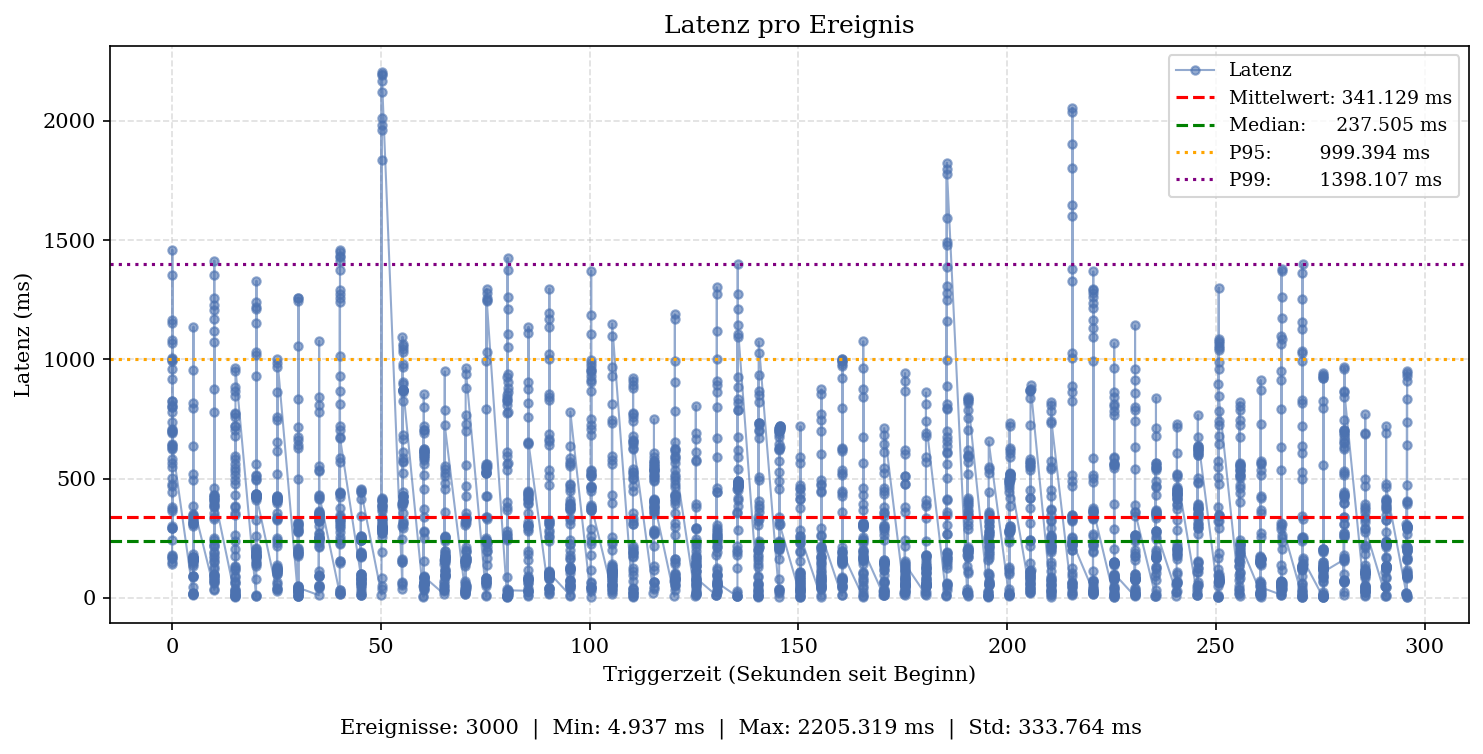 Latenz pro Ereignis
Latenz
Mittelwert: 341.129 ms
Median: 237.505 ms
P95: 999.394 ms
P99: 1398.107 ms
Latenz (ms)
2000
1500
1000
500
0
0 50 100 150 200 250 300
Triggerzeit (Sekunden seit Beginn)
Ereignisse: 3000 | Min: 4.937 ms | Max: 2205.319 ms | Std: 333.764 ms